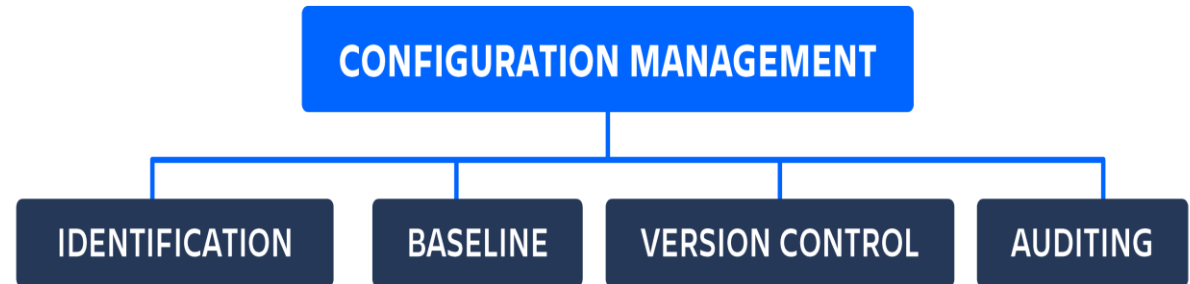 CONFIGURATION MANAGEMENT
IDENTIFICATION
BASELINE
VERSION CONTROL
AUDITING